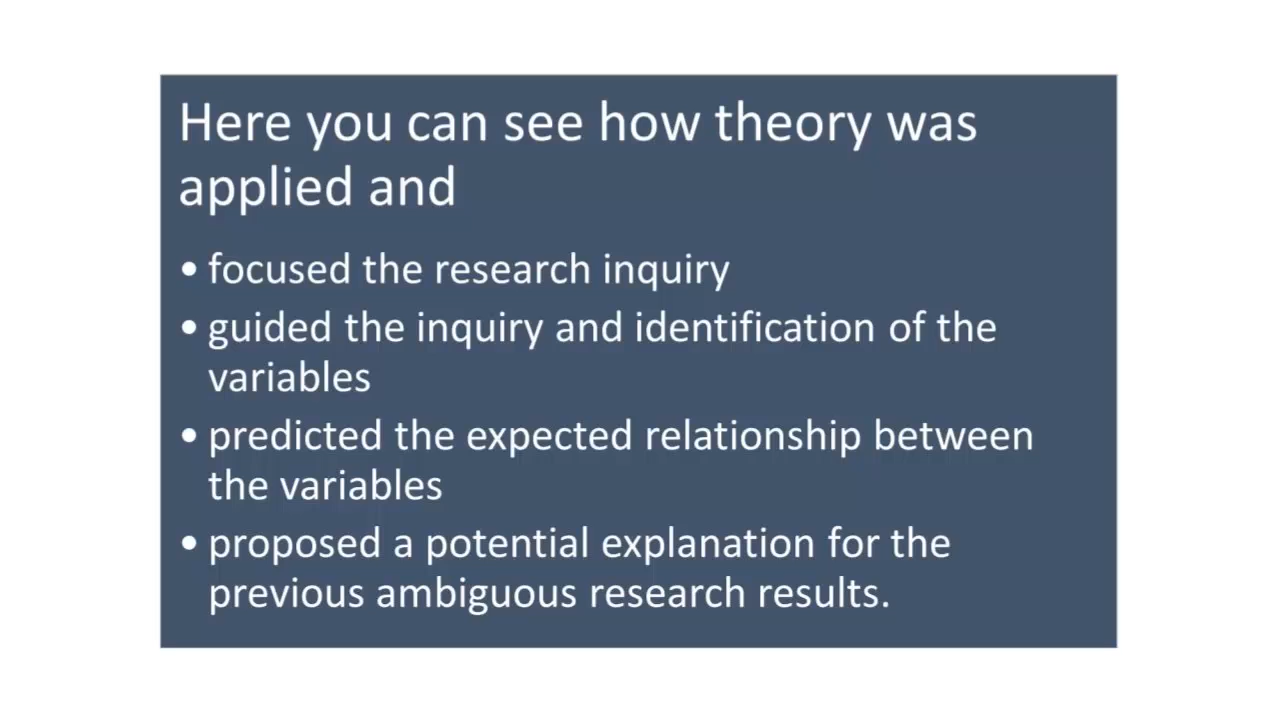 Here you can see how theory was
applied and
• focused the research inquiry
• guided the inquiry and identification of the
variables
• predicted the expected relationship between
the variables
• proposed a potential explanation for the
previous ambiguous research results.